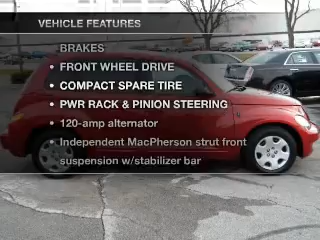 VEHICLE FEATURES
BRAKES
• FRONT WHEEL DRIVE
• COMPACT SPARE TIRE
• PWR RACK & PINION STEERING
• 120-amp alternator
• Independent MacPherson strut front
suspension w/stabilizer bar